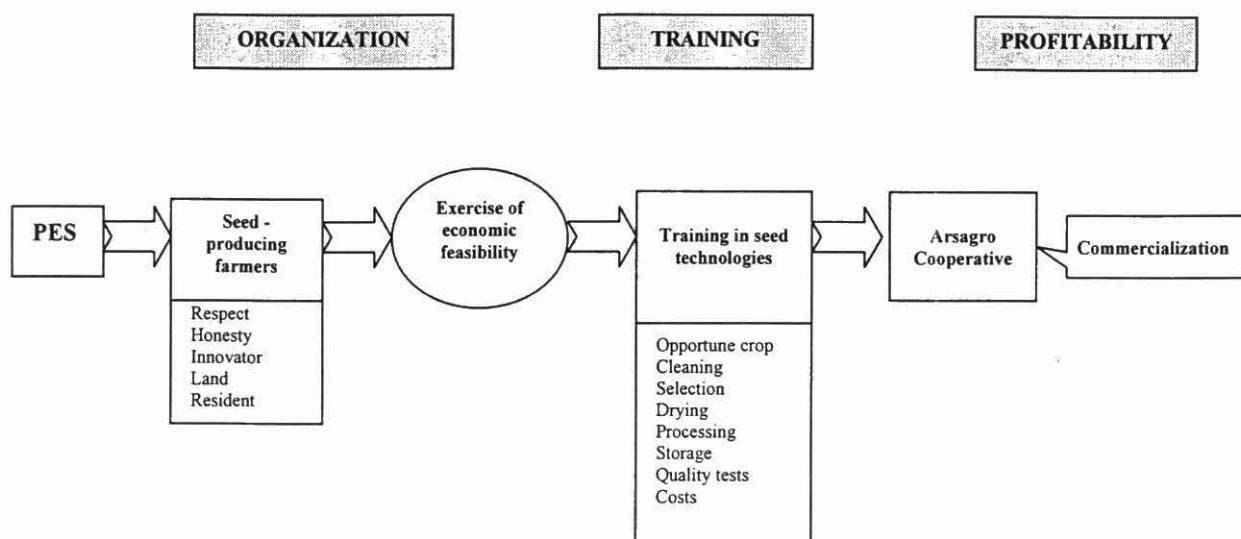 ORGANIZATION
TRAINING
PROFITABILITY
PES
Seed -
producing
farmers
Respect
Honesty
Innovator
Land
Resident
Exercise of
economic
feasibility
Training in seed
technologies
Opportune crop
Cleaning
Selection
Drying
Processing
Storage
Quality tests
Costs
Arsagro
Cooperative
Commercialization